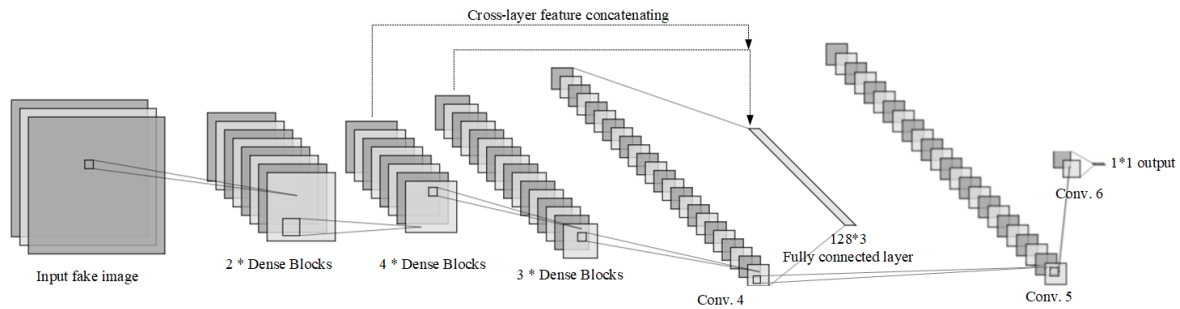 Cross-layer feature concatenating
Input fake image
2 * Dense Blocks
4 * Dense Blocks
3 * Dense Blocks
Conv. 4
128*3
Fully connected layer
Conv. 5
Conv. 6
1*1 output